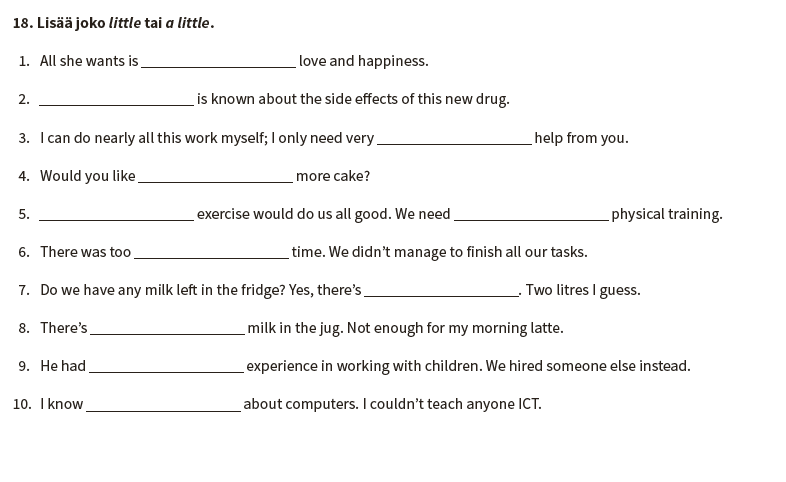 18. Lisää joko little tai a little.
1. All she wants is ____________________ love and happiness.
2. ____________________ is known about the side effects of this new drug.
3. I can do nearly all this work myself; I only need very ____________________ help from you.
4. Would you like ____________________ more cake?
5. ____________________ exercise would do us all good. We need ____________________ physical training.
6. There was too ____________________ time. We didn’t manage to finish all our tasks.
7. Do we have any milk left in the fridge? Yes, there’s ____________________. Two litres I guess.
8. There’s ____________________ milk in the jug. Not enough for my morning latte.
9. He had ____________________ experience in working with children. We hired someone else instead.
10. I know ____________________ about computers. I couldn’t teach anyone ICT.